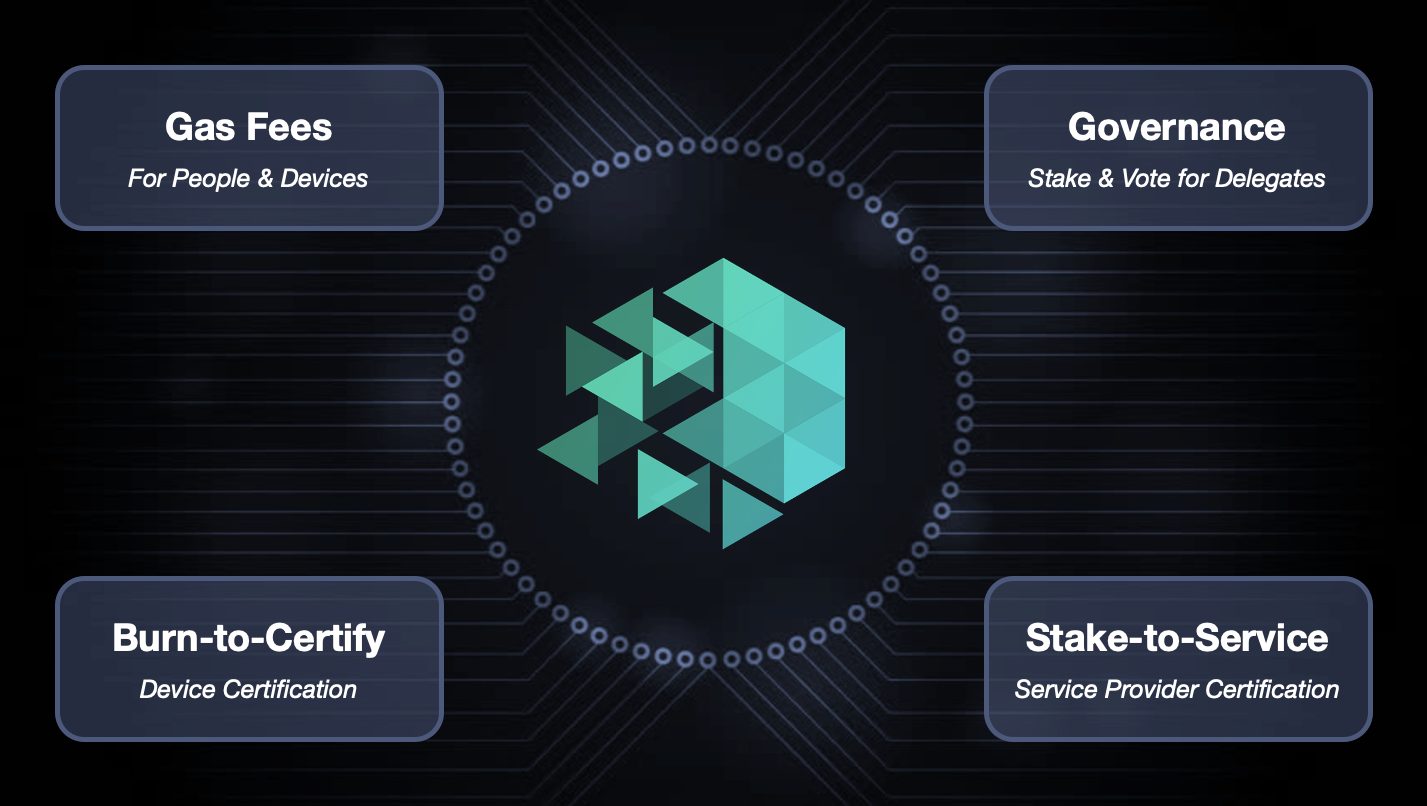 Gas Fees
For People & Devices
Governance
Stake & Vote for Delegates
Burn-to-Certify
Device Certification
Stake-to-Service
Service Provider Certification